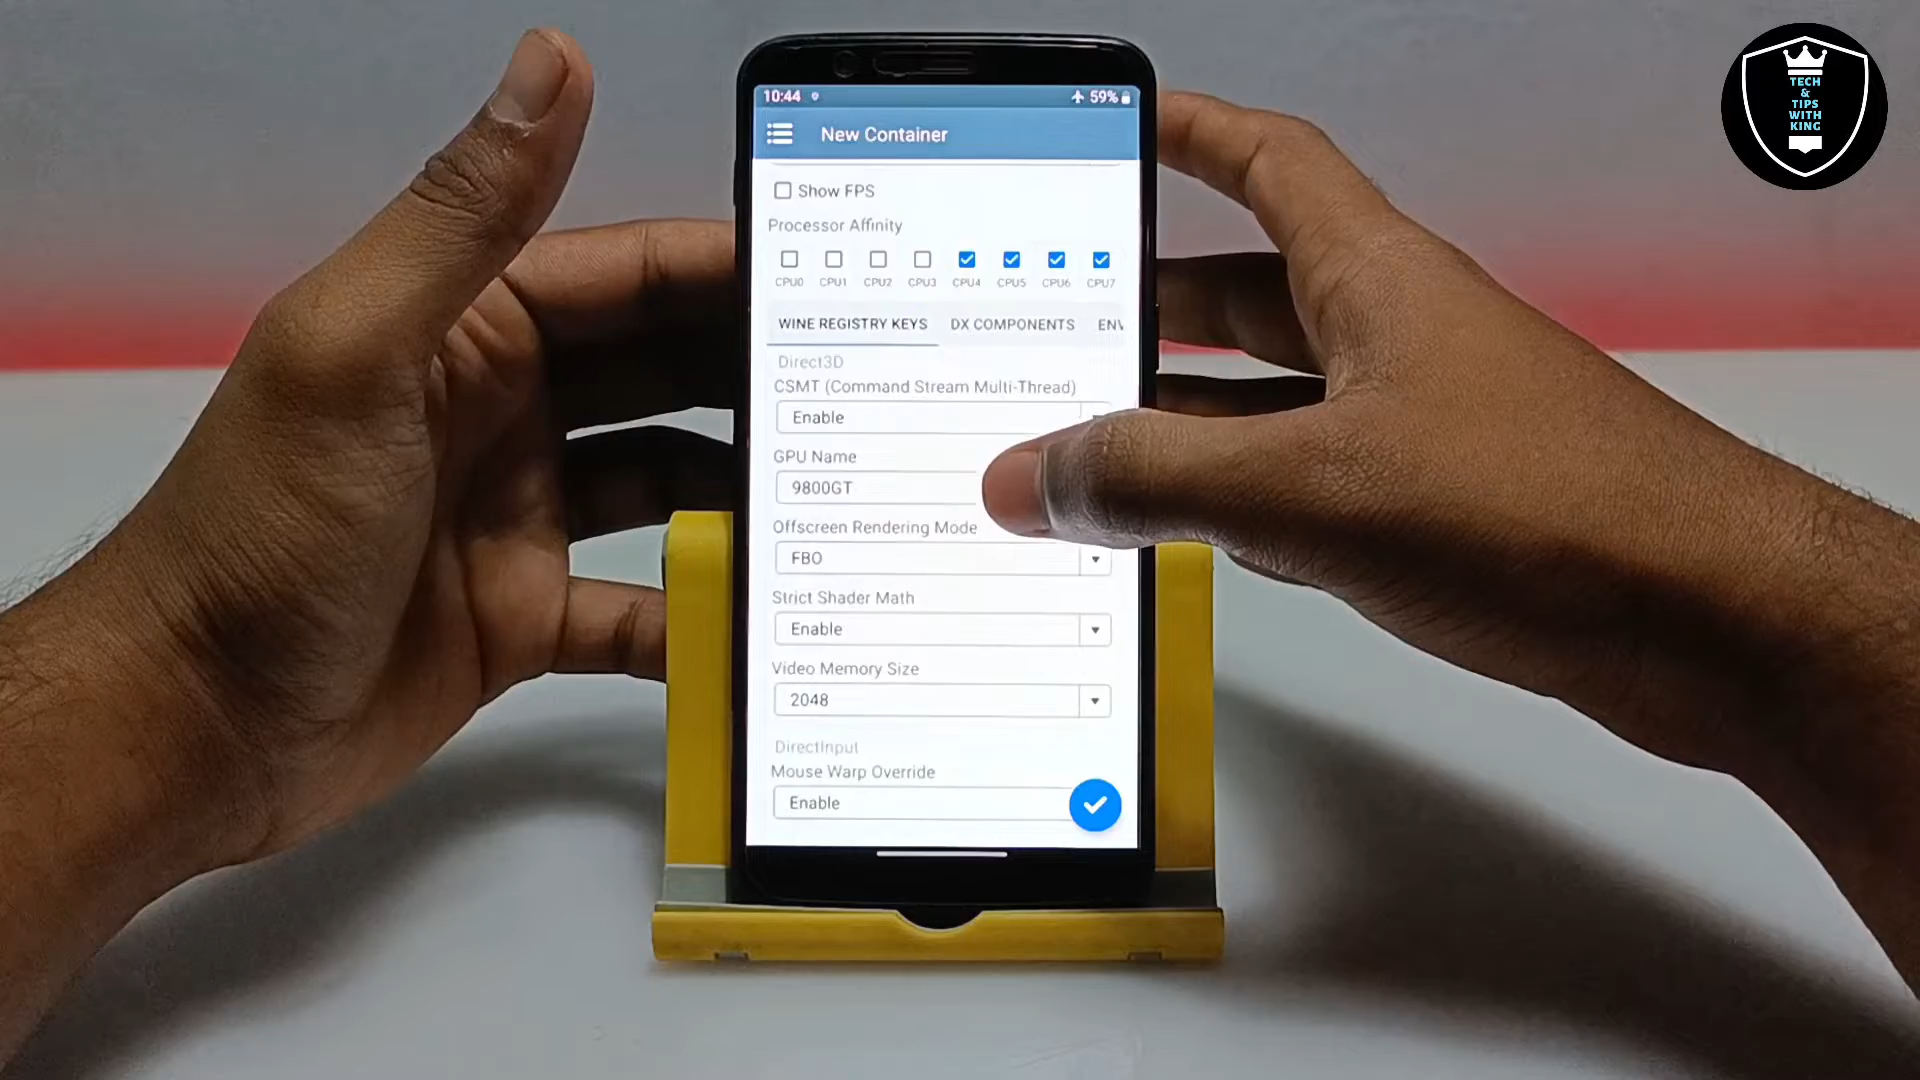 10:44
59%
New Container
Show FPS
Processor Affinity
CPU0 CPU1 CPU2 CPU3 CPU4 CPU5 CPU6 CPU7
WINE REGISTRY KEYS DX COMPONENTS ENV
Direct3D
CSMT (Command Stream Multi-Thread)
Enable
GPU Name
9800GT
Offscreen Rendering Mode
FBO
Strict Shader Math
Enable
Video Memory Size
2048
DirectInput
Mouse Warp Override
Enable
TECH
&
TIPS
WITH
KING